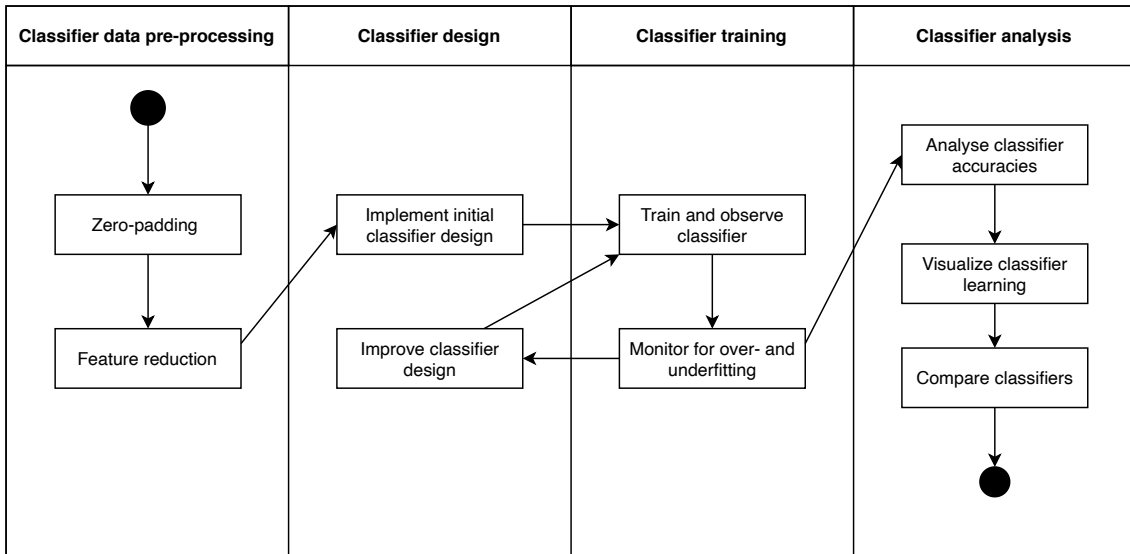 Classifier data pre-processing
Classifier design
Classifier training
Classifier analysis
Zero-padding
Feature reduction
Implement initial
classifier design
Improve classifier
design
Train and observe
classifier
Monitor for over- and
underfitting
Analyse classifier
accuracies
Visualize classifier
learning
Compare classifiers